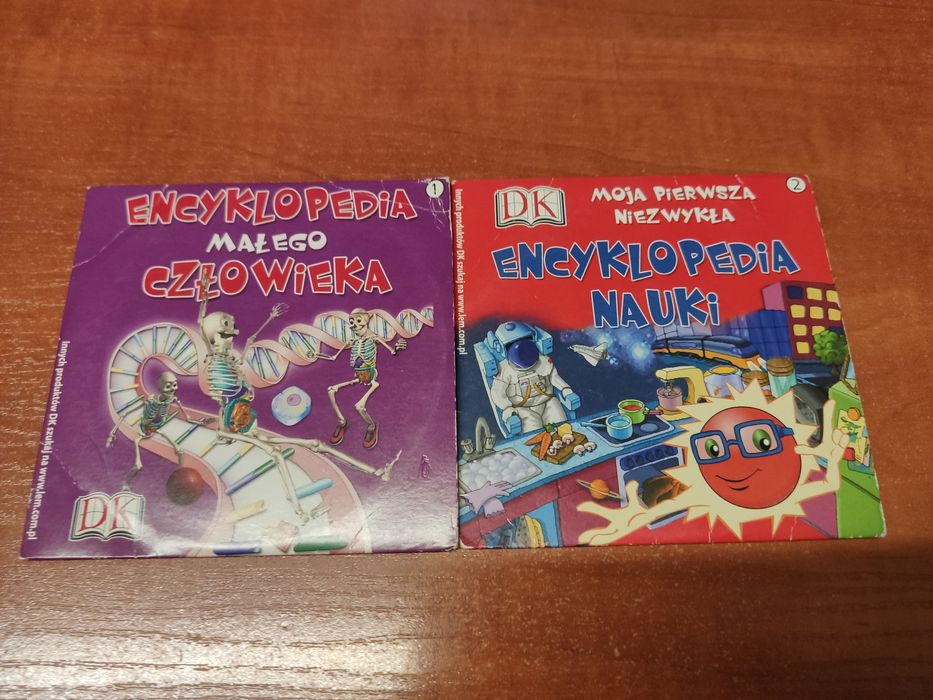 ENCYKLOPEDIA
MAŁEGO
CZŁOWIEKA
1
Innych produktów DK szukaj na www.lem.com.pl
DK
DK
MOJA PIERWSZA
NIEZWYKŁA
ENCYKLOPEDIA
NAUKI
2
Innych produktów DK szukaj na www.lem.com.pl